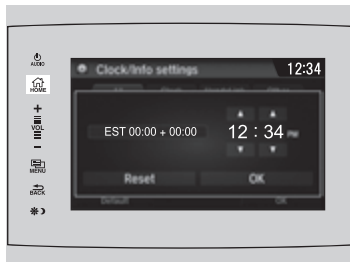 AUDIO
HOME
+
VOL
-
MENU
BACK
Clock/Info settings
12:34
EST 00:00 + 00:00
12 : 34 PM
Reset
OK
Default
OK